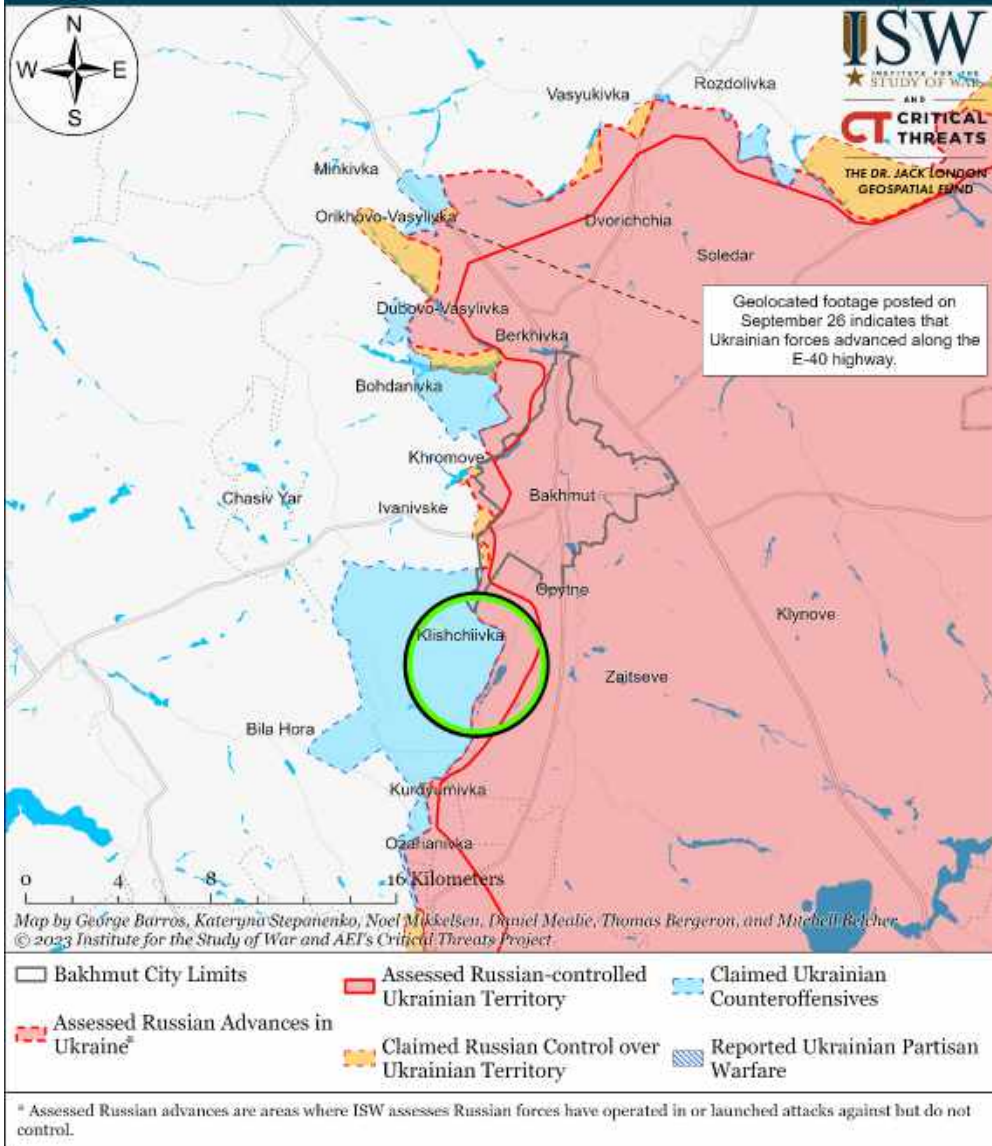 N
W E
S
ISW
INSTITUTE FOR THE
STUDY OF WAR
AND
CT CRITICAL
THREATS
THE DR. JACK LONDON
GEOSPATIAL FUND
Rozdolivka
Vasyukivka
Minkivka
Orikhovo-Vasylivka
Dvorichchia
Soledar
Geolocated footage posted on
September 26 indicates that
Ukrainian forces advanced along the
E-40 highway.
Dubovo-Vasylivka
Berkhivka
Bohdanivka
Khromove
Chasiv Yar
Ivanivske
Bakhmut
Opytne
Klynove
Klishchiivka
Zaitseve
Bila Hora
Kurdyumivka
Ozarianivka
0 4 8 16 Kilometers
Map by George Barros, Kateryna Stepanenko, Noel Mikkelsen, Daniel Mealie, Thomas Bergeron, and Mitchell Belcher
© 2023 Institute for the Study of War and AEI's Critical Threats Project
Bakhmut City Limits
Assessed Russian Advances in
Ukraine*
Assessed Russian-controlled
Ukrainian Territory
Claimed Russian Control over
Ukrainian Territory
Claimed Ukrainian
Counteroffensives
Reported Ukrainian Partisan
Warfare
* Assessed Russian advances are areas where ISW assesses Russian forces have operated in or launched attacks against but do not
control.